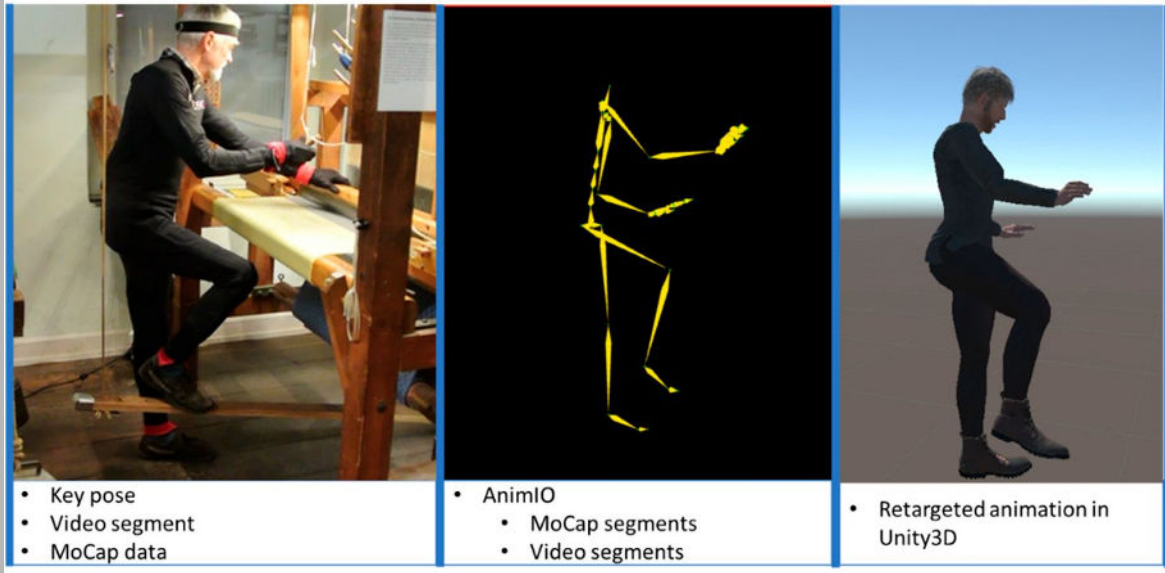 • Key pose
• Video segment
• MoCap data
• AnimIO
• MoCap segments
• Video segments
• Retargeted animation in
Unity3D